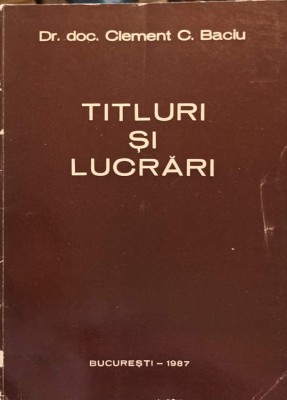 Dr. doc. Clement C. Baciu
TITLURI
ȘI
LUCRĂRI
BUCUREȘTI – 1987